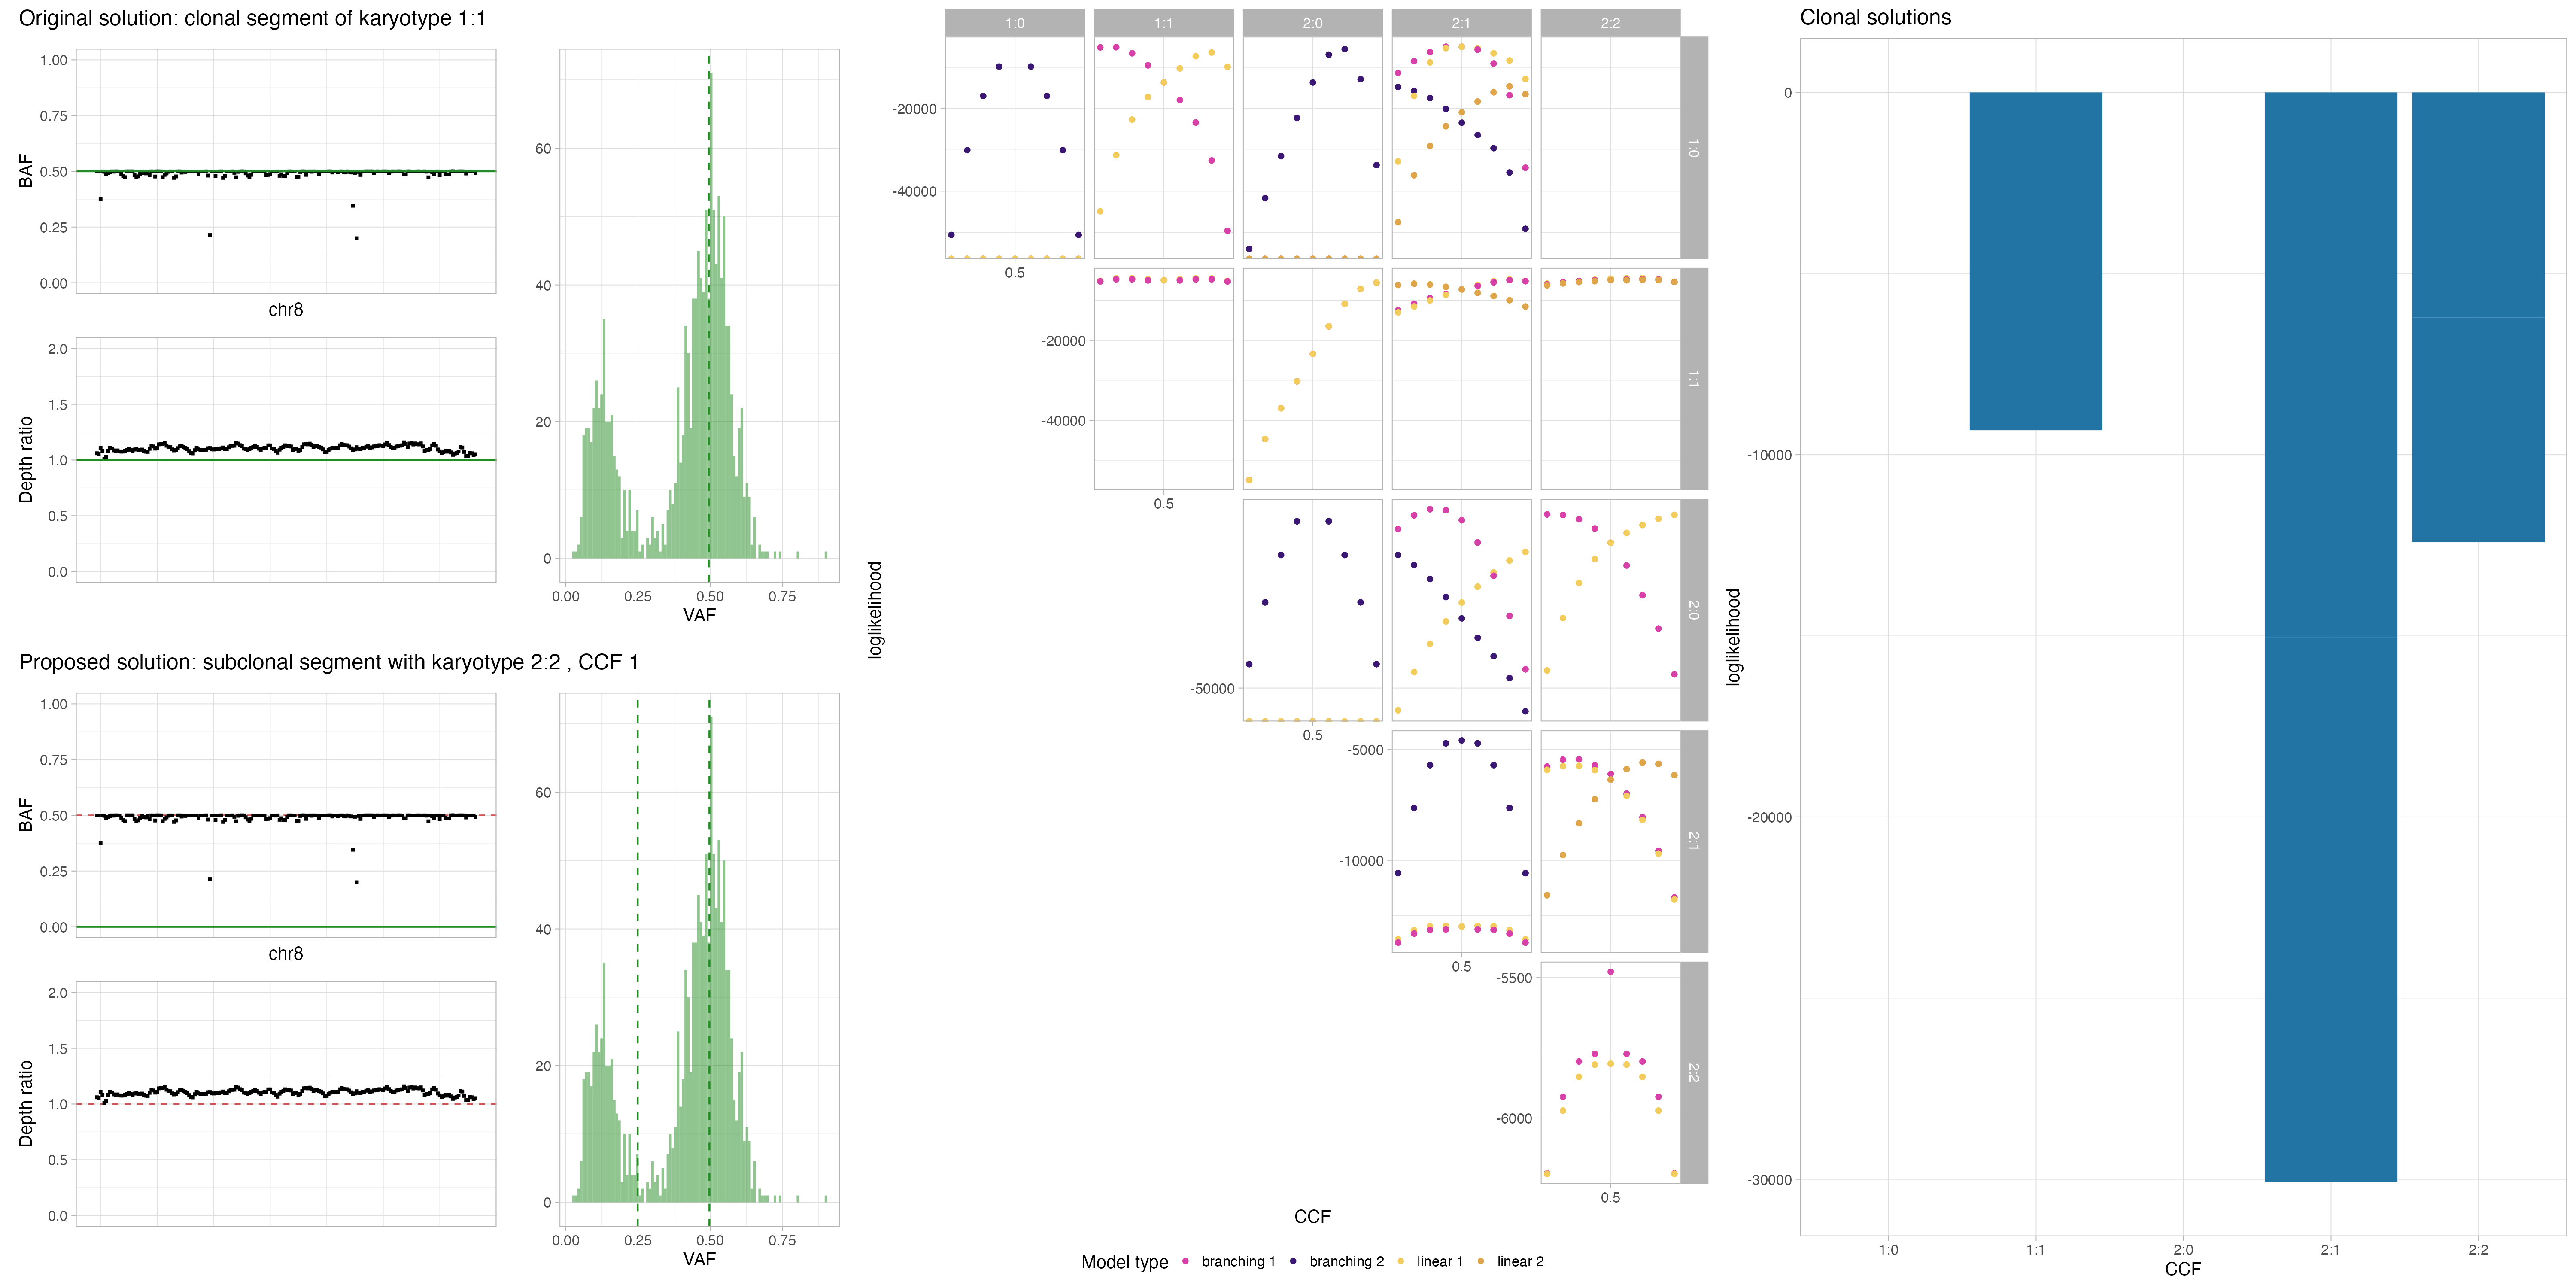 Original solution: clonal segment of karyotype 1:1
1.00
0.75
0.50
0.25
0.00
BAF
chr8
2.0
1.5
1.0
0.5
0.0
Depth ratio
60
40
20
0
0.00 0.25 0.50 0.75
VAF
Proposed solution: subclonal segment with karyotype 2:2 , CCF 1
1.00
0.75
0.50
0.25
0.00
BAF
chr8
2.0
1.5
1.0
0.5
0.0
Depth ratio
60
40
20
0
0.00 0.25 0.50 0.75
VAF
loglikelihood
1:0 1:1 2:0 2:1 2:2
-20000
-40000
0.5
1:0
-20000
-40000
0.5
1:1
-50000
0.5
2:0
-5000
-10000
0.5
2:1
-5500
-6000
0.5
2:2
CCF
Model type branching 1 branching 2 linear 1 linear 2
Clonal solutions
0
-10000
-20000
-30000
loglikelihood
1:0 1:1 2:0 2:1 2:2
CCF